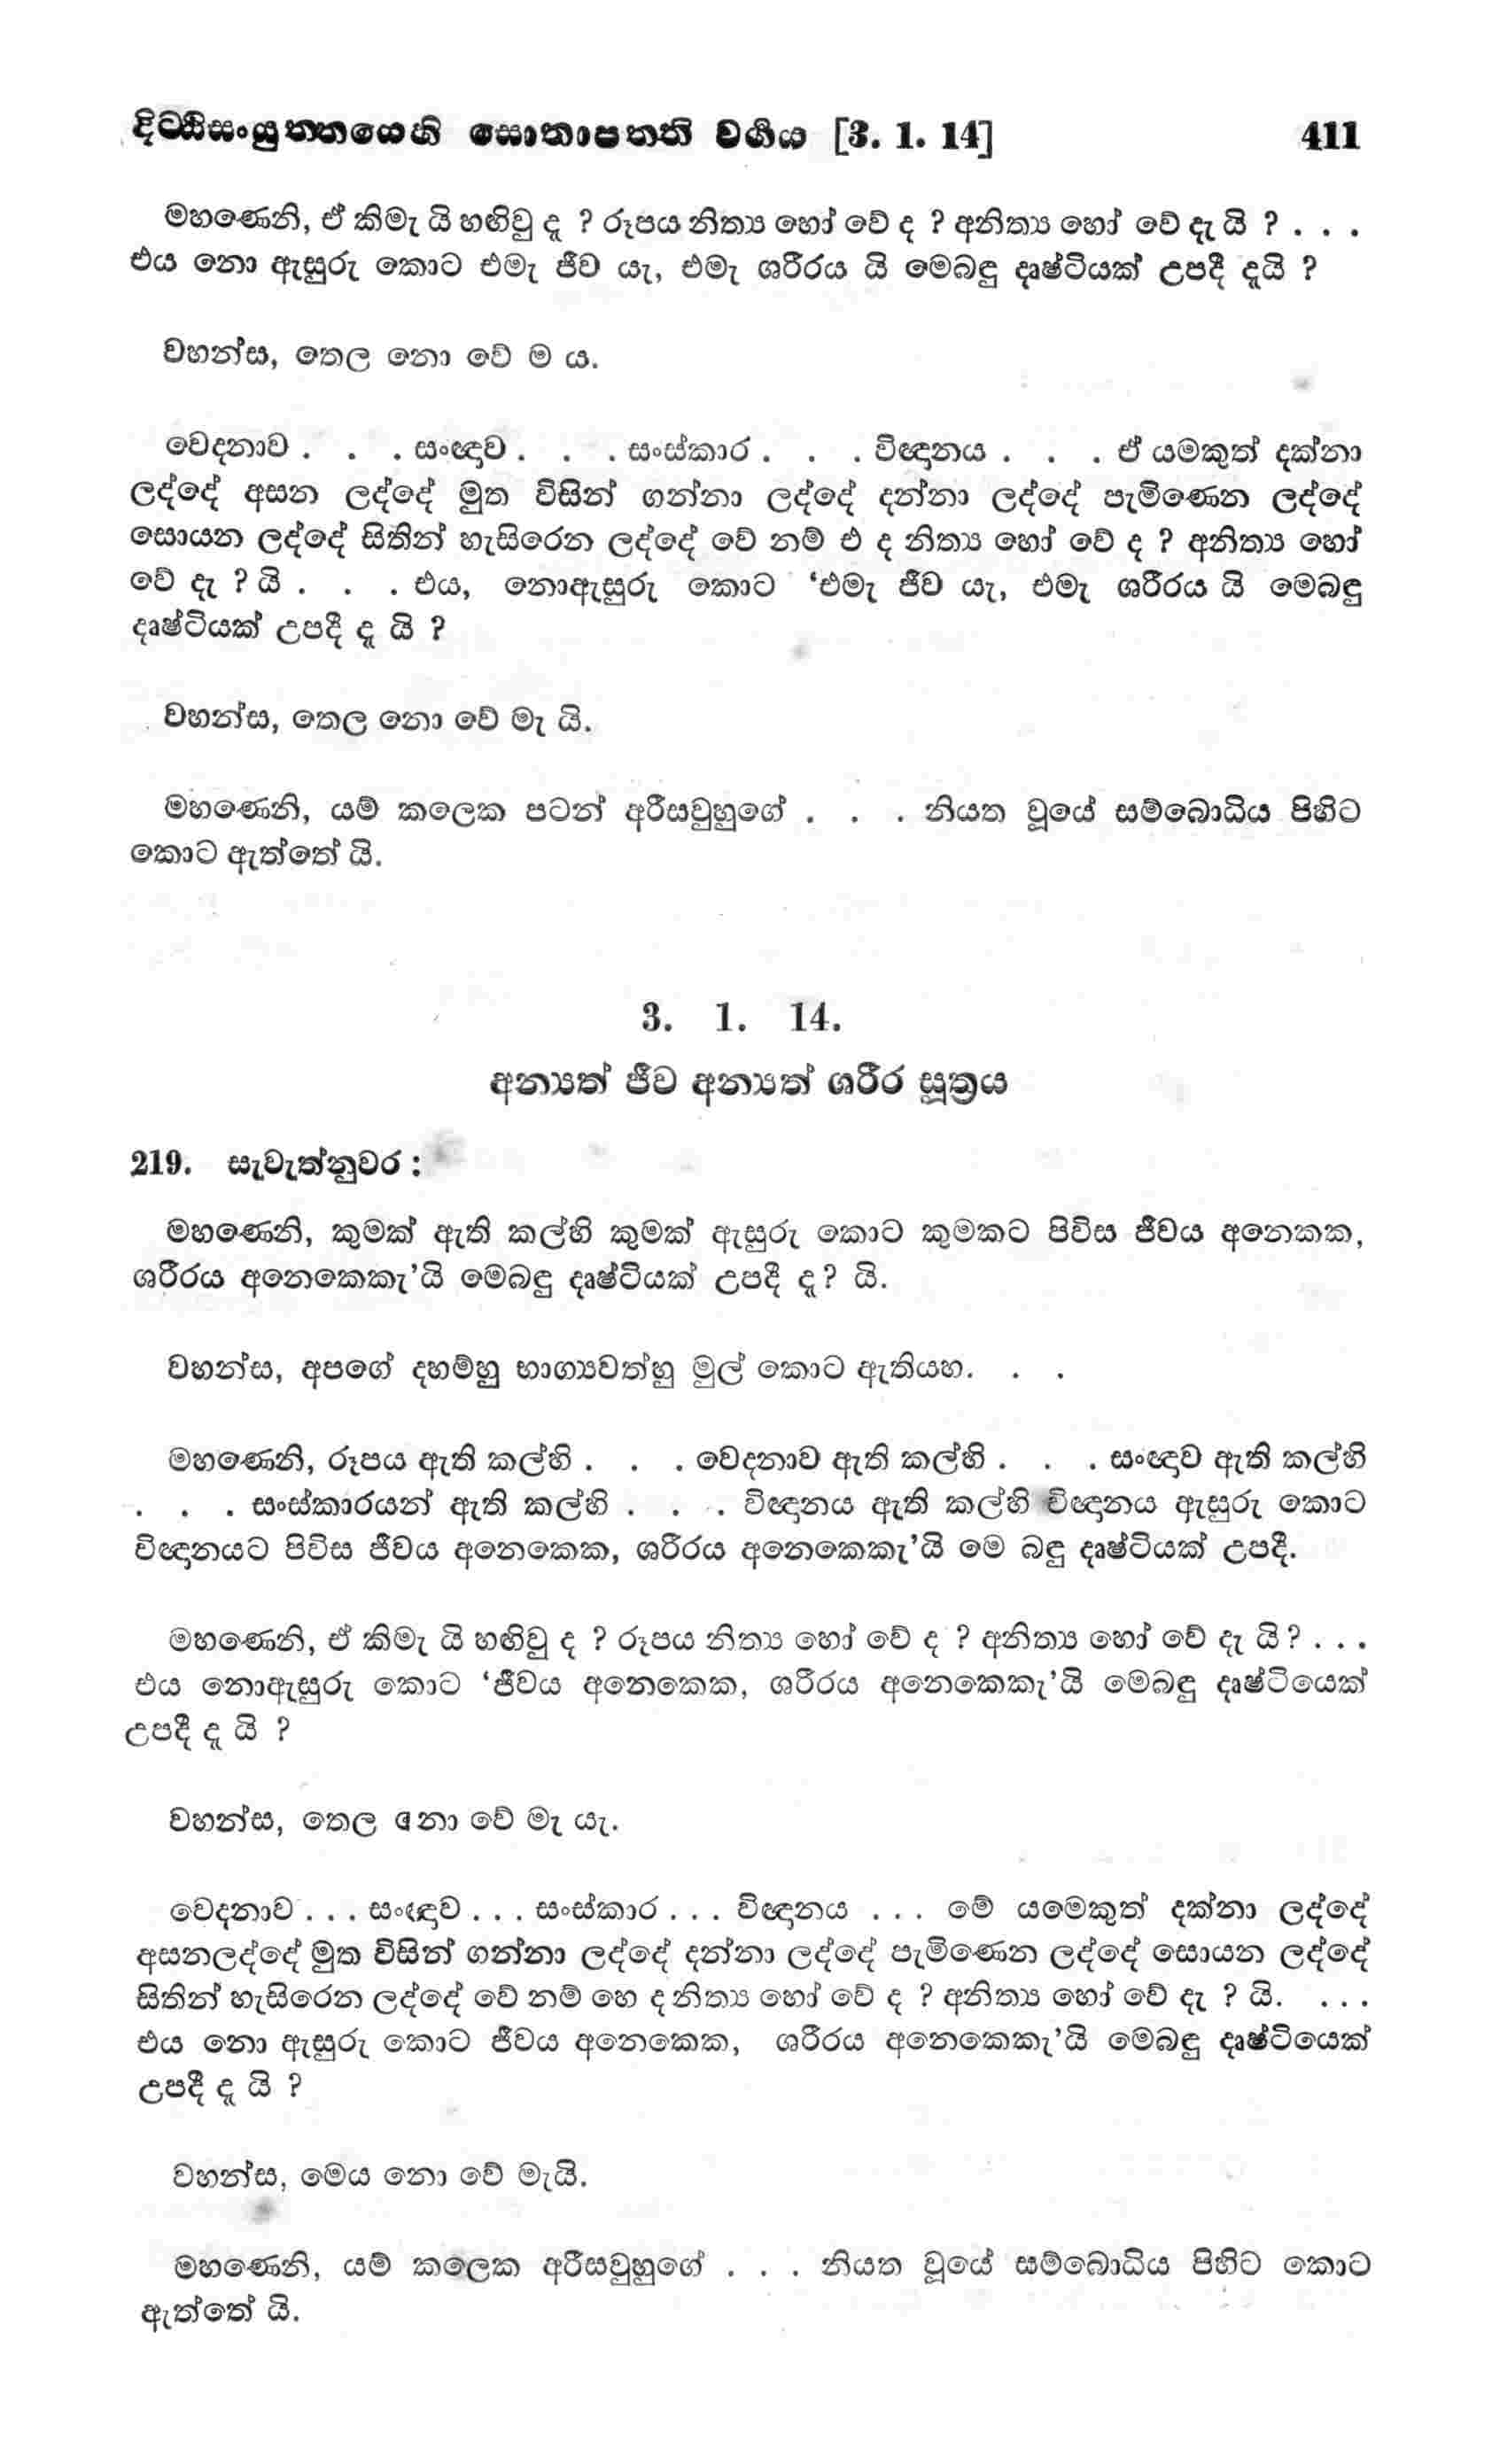 දිට්ඨිසංයුත්තයෙහි සොතාපත්ති වර්‍ගය [3. 1. 14] 411
මහණෙනි, ඒ කිමැ යි හඟිවු දූ ? රූපය නිත්‍ය හෝ වේ ද ? අනිත්‍ය හෝ වේ දැ යි ? . . .
එය නො ඇසුරු කොට එමැ ජීව යැ, එමැ ශරීරය යි මෙබඳු දෘෂ්ටියක් උපදී දැයි ?
වහන්ස, තෙල නො වේ ම ය.
වෙදනාව . . . සංඥාව . . . සංස්කාර . . . විඥානය . . . ඒ යමකුත් දක්නා
ලද්දේ අසන ලද්දේ මුත විසින් ගන්නා ලද්දේ දන්නා ලද්දේ පැමිණෙන ලද්දේ
සොයන ලද්දේ සිතින් හැසිරෙන ලද්දේ වේ නම් එ ද නිත්‍ය හෝ වේ ද ? අනිත්‍ය හෝ
වේ දැ ? යි . . . එය, නොඇසුරු කොට ‘එමැ ජීව යැ, එමැ ශරීරය යි මෙබඳු
දෘෂ්ටියක් උපදී දැ යි ?
වහන්ස, තෙල නො වේ මැ යි.
මහණෙනි, යම් කලෙක පටන් අරීසවුහුගේ . . . නියත වූයේ සම්බොධිය පිහිට
කොට ඇත්තේ යි.
3. 1. 14.
අන්‍යත් ජීව අන්‍යත් ශරීර සූත්‍රය
219. සැවැත්නුවර :
මහණෙනි, කුමක් ඇති කල්හි කුමක් ඇසුරු කොට කුමකට පිවිස ජීවය අනෙකක,
ශරීරය අනෙකෙකැ’යි මෙබඳු දෘෂ්ටියක් උපදී දැ? යි.
වහන්ස, අපගේ දහම්හු භාග්‍යවත්හු මුල් කොට ඇතියහ. . .
මහණෙනි, රූපය ඇති කල්හි . . . වෙදනාව ඇති කල්හි . . . සංඥාව ඇති කල්හි
. . . සංස්කාරයන් ඇති කල්හි . . . විඥානය ඇති කල්හි විඥානය ඇසුරු කොට
විඥානයට පිවිස ජීවය අනෙකෙක, ශරීරය අනෙකෙකැ’යි මෙ බඳු දෘෂ්ටියක් උපදී.
මහණෙනි, ඒ කිමැ යි හඟිවු ද ? රූපය නිත්‍ය හෝ වේ ද ? අනිත්‍ය හෝ වේ දැ යි ? . . .
එය නොඇසුරු කොට ‘ජීවය අනෙකෙක, ශරීරය අනෙකෙකැ’යි මෙබඳු දෘෂ්ටියෙක්
උපදී දැ යි ?
වහන්ස, තෙල නො වේ මැ යැ.
වෙදනාව . . . සංඥාව . . . සංස්කාර . . . විඥානය . . . මේ යමෙකුත් දක්නා ලද්දේ
අසනලද්දේ මුත විසින් ගන්නා ලද්දේ දන්නා ලද්දේ පැමිණෙන ලද්දේ සොයන ලද්දේ
සිතින් හැසිරෙන ලද්දේ වේ නම් හෙ ද නිත්‍ය හෝ වේ ද ? අනිත්‍ය හෝ වේ දැ ? යි. . . .
එය නො ඇසුරු කොට ජීවය අනෙකෙක, ශරීරය අනෙකෙකැ’යි මෙබඳු දෘෂ්ටියෙක්
උපදී දැ යි ?
වහන්ස, මෙය නො වේ මැයි.
මහණෙනි, යම් කලෙක අරීසවුහුගේ . . . නියත වූයේ සම්බොධිය පිහිට කොට
ඇත්තේ යි.